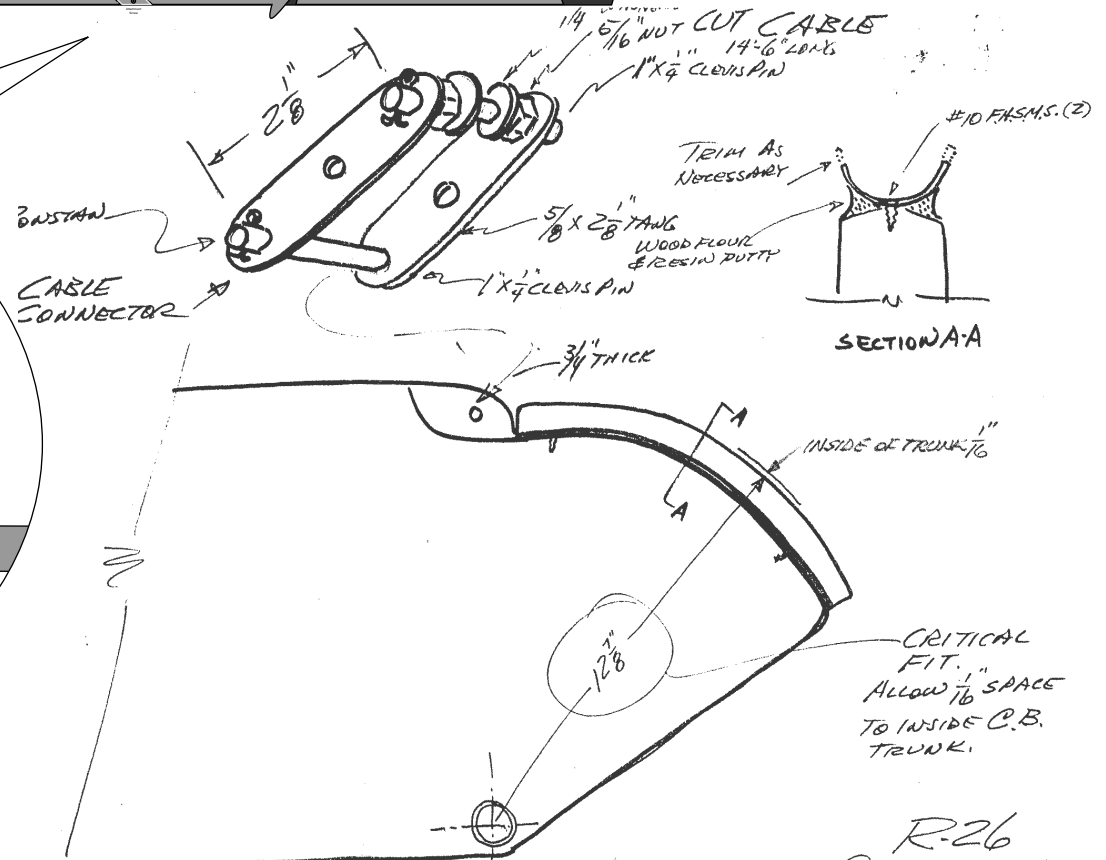 1/4
5/16" NUT CUT CABLE
14'-6" LONG
1" X 1/4" CLEVIS PIN
2 1/8"
#10 F.H.S.M.S. (2)
TRIM AS
NECESSARY
5/8 X 2 1/8" TANG
WOOD FLOUR
& RESIN PUTTY
CABLE
CONNECTOR
1" X 1/4" CLEVIS PIN
SECTION A-A
3/4" THICK
A
A
INSIDE OF TRUNK 1/16"
12 7/8"
CRITICAL
FIT.
ALLOW 1/16" SPACE
TO INSIDE C.B.
TRUNK.
R-26